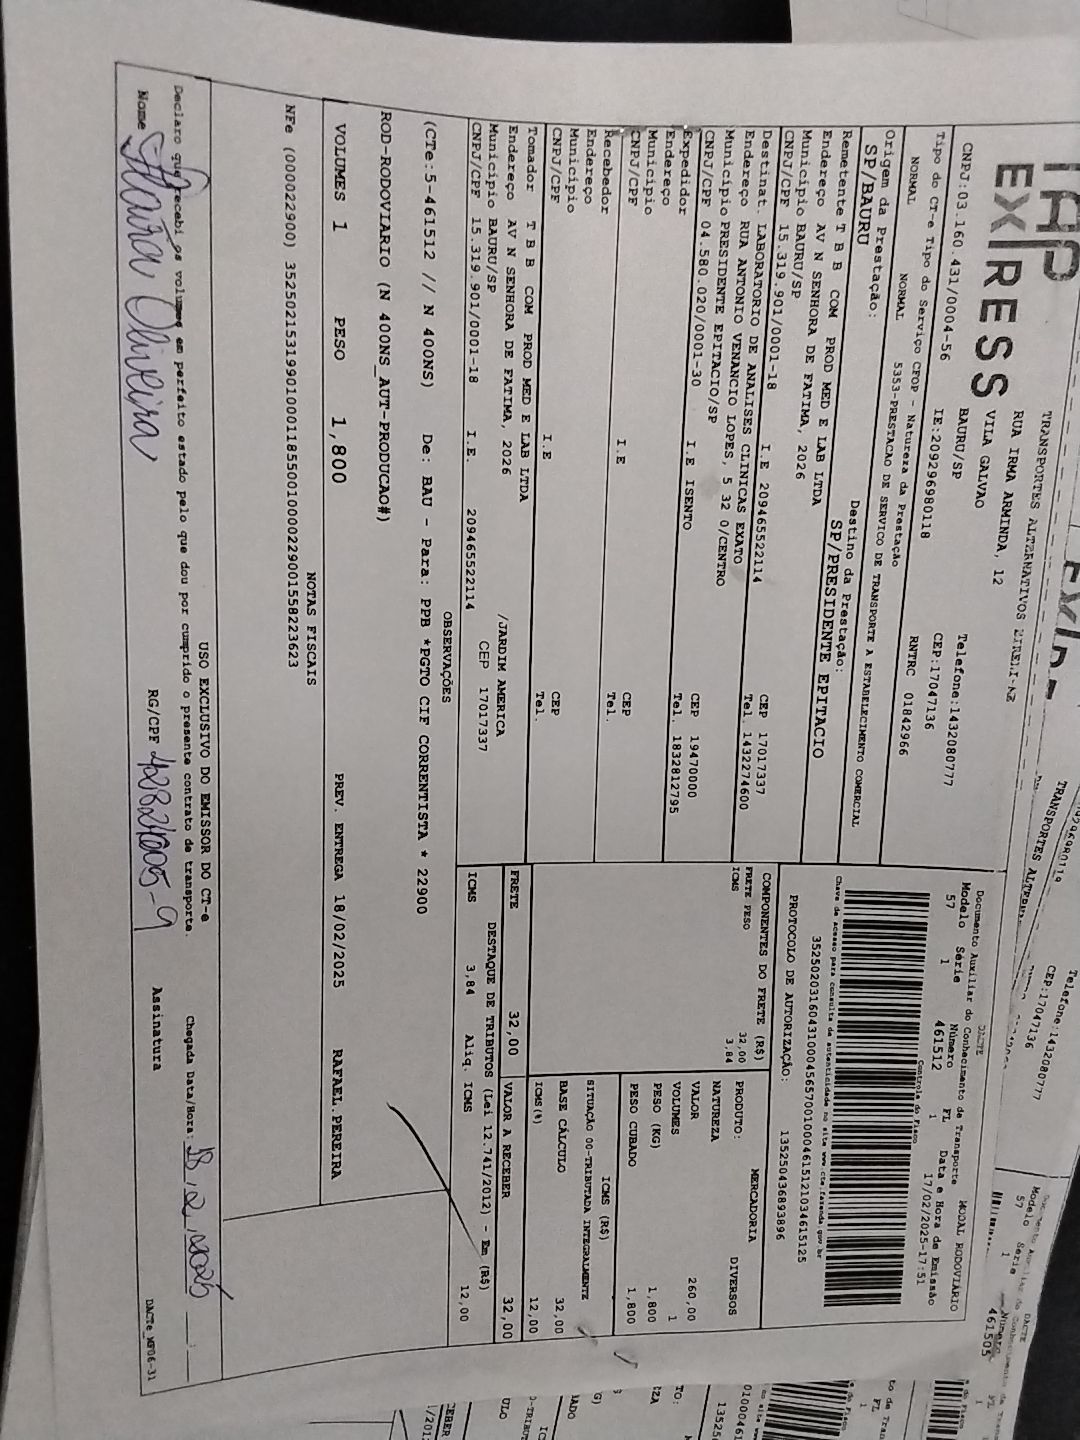 TAP
EXPRESS
TRANSPORTES ALTERNATIVOS
RUA IRMA ARMINDA, 12
VILA GALVAO
BAURU/SP
Telefone:1432080777
CNPJ:03.160.431/0004-56 IE:209296980118 CEP:17047136
RNTRC 01842966
Tipo do CT-e Tipo do Serviço CFOP - Natureza da Prestação
NORMAL NORMAL 5353-PRESTACAO DE SERVICO DE TRANSPORTE A ESTABELECIMENTO COMERCIAL
Origem da Prestação: Destino da Prestação:
SP/BAURU SP/PRESIDENTE EPITACIO
DACTE
Documento Auxiliar do Conhecimento de Transporte MODAL RODOVIÁRIO
Modelo Série Número FL Data e Hora de Emissão
57 1 461512 1 17/02/2025-17:51
Controle do Fisco
Chave de acesso para consulta de autenticidade no site www.cte.fazenda.gov.br
PROTOCOLO DE AUTORIZAÇÃO: 135250436893896
Remetente T B B COM PROD MED E LAB LTDA
Endereço AV N SENHORA DE FATIMA, 2026
Município BAURU/SP CEP 17017337
CNPJ/CPF 15.319.901/0001-18 I.E 209465522114 Tel. 1432274600
Destinat. LABORATORIO DE ANALISES CLINICAS EXATO
Endereço RUA ANTONIO VENANCIO LOPES, 5 32 0/CENTRO
Município PRESIDENTE EPITACIO/SP CEP 19470000
CNPJ/CPF 04.580.020/0001-30 I.E ISENTO Tel. 1832812795
Expedidor
Endereço
Município CEP
CNPJ/CPF I.E Tel.
Recebedor
Endereço
Município CEP
CNPJ/CPF I.E Tel.
Tomador T B B COM PROD MED E LAB LTDA
Endereço AV N SENHORA DE FATIMA, 2026 /JARDIM AMERICA
Município BAURU/SP CEP 17017337
CNPJ/CPF 15.319.901/0001-18 I.E. 209465522114
COMPONENTES DO FRETE (R$)
FRETE PESO 32,00
ICMS 3,84
PRODUTO: MERCADORIA
NATUREZA DIVERSOS
VALOR 260,00
VOLUMES 1
PESO (KG) 1,800
PESO CUBADO 1,800
ICMS (R$)
SITUAÇÃO 00-TRIBUTADA INTEGRALMENTE
BASE CÁLCULO 32,00
ICMS(%) 12,00
FRETE 32,00 VALOR A RECEBER 32,00
DESTAQUE DE TRIBUTOS (Lei 12.741/2012) - Em (R$)
ICMS 3,84 Aliq. ICMS 12,00
OBSERVAÇÕES
(CTe:5-461512 // N 400NS) De: BAU - Para: PPB *PGTO CIF CORRENTISTA * 22900
ROD-RODOVIARIO (N 400NS_AUT-PRODUCAO#)
VOLUMES 1 PESO 1,800 PREV. ENTREGA 18/02/2025 RAFAEL.PEREIRA
NOTAS FISCAIS
NFe (000022900)
USO EXCLUSIVO DO EMISSOR DO CT-e
Declaro que recebi os volumes em perfeito estado pelo que dou por cumprido o presente contrato de transporte. Chegada Data/Hora: 18, 2, 2025
Nome Oliveira RG/CPF Assinatura
TRANSPORTES
CEP:17047136
Telefone:1432080777
DACTE
Modelo Série
57 1
461505